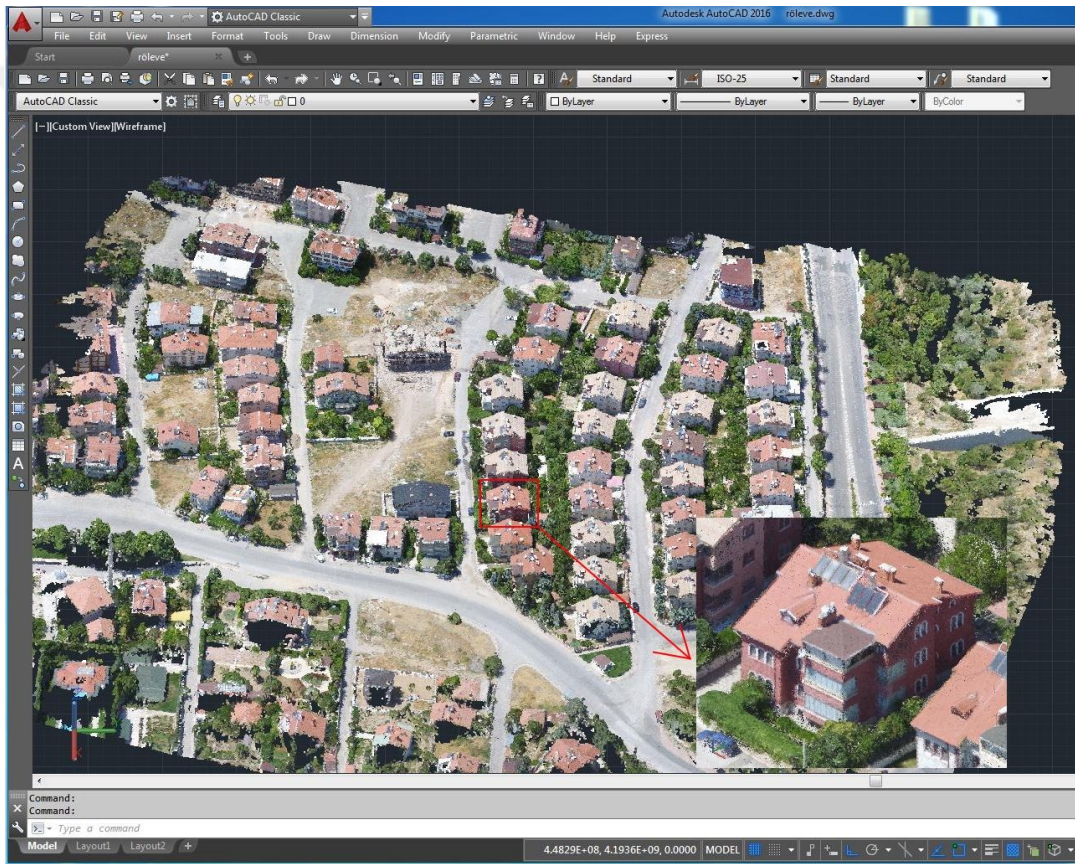 AutoCAD Classic
Autodesk AutoCAD 2016 röleve.dwg
File Edit View Insert Format Tools Draw Dimension Modify Parametric Window Help Express
Start röleve*
Standard ISO-25 Standard Standard
AutoCAD Classic 0 ByLayer ByLayer ByLayer ByColor
[−][Custom View][Wireframe]
Command:
Command:
Type a command
Model Layout1 Layout2 +
4.4829E+08, 4.1936E+09, 0.0000 MODEL